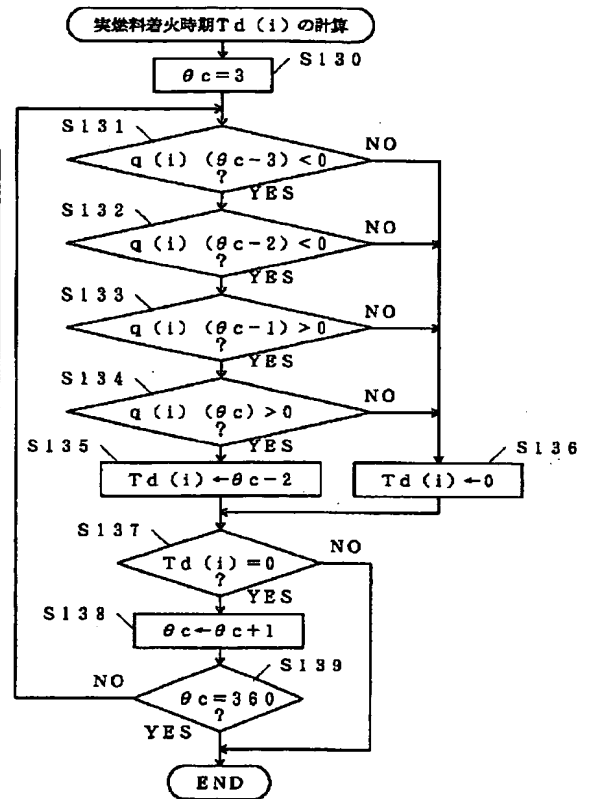 実燃料着火時期Td(i)の計算
S130
θc=3
S131
q(i)(θc-3)<0
?
NO
YES
S132
q(i)(θc-2)<0
?
NO
YES
S133
q(i)(θc-1)>0
?
NO
YES
S134
q(i)(θc)>0
?
NO
YES
S135
Td(i)←θc-2
S136
Td(i)←0
S137
Td(i)=0
?
NO
YES
S138
θc←θc+1
S139
θc=360
?
NO
YES
END